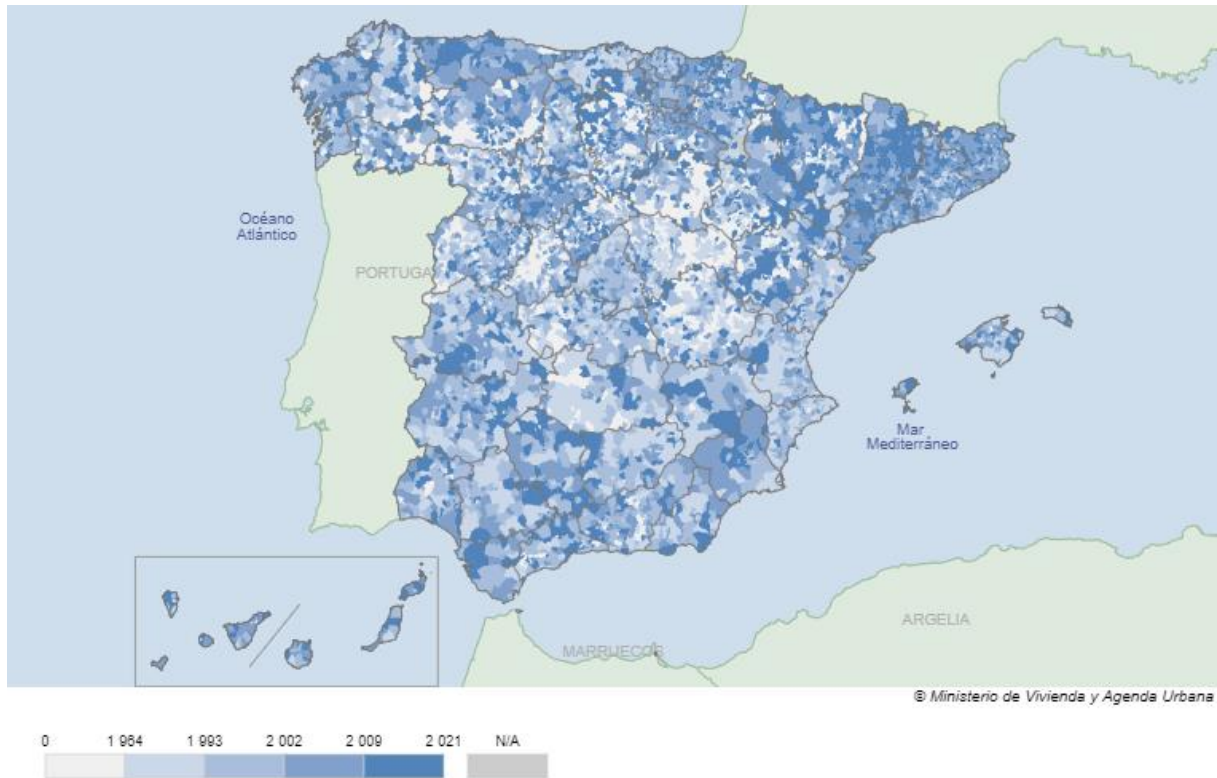 Océano
Atlántico
PORTUGA
Mar
Mediterráneo
ARGELIA
MARRUECOS
© Ministerio de Vivienda y Agenda Urbana
0 1 964 1 993 2 002 2 009 2 021 N/A